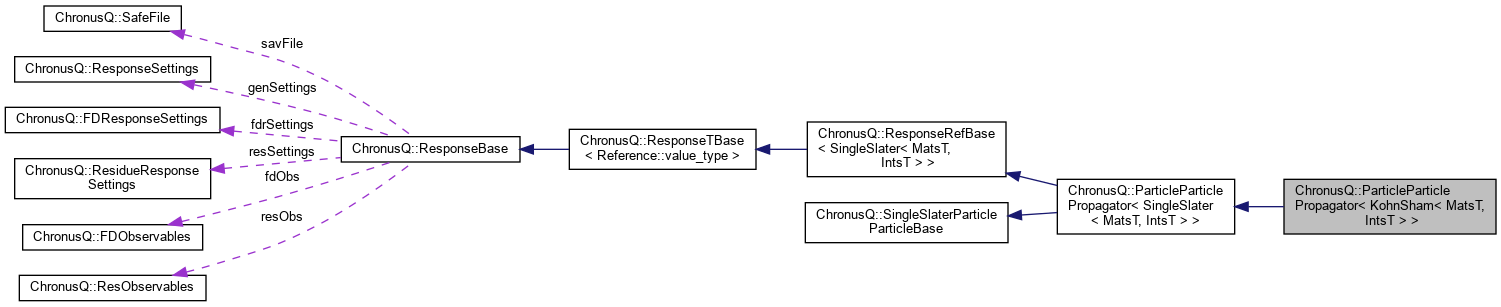 ChronusQ::SafeFile
savFile
ChronusQ::ResponseSettings
genSettings
ChronusQ::FDResponseSettings
fdrSettings
ChronusQ::ResidueResponse
Settings
resSettings
fdObs
ChronusQ::FDObservables
resObs
ChronusQ::ResObservables
ChronusQ::ResponseBase
ChronusQ::ResponseTBase
< Reference::value_type >
ChronusQ::ResponseRefBase
< SingleSlater< MatsT,
IntsT > >
ChronusQ::SingleSlaterParticle
ParticleBase
ChronusQ::ParticleParticle
Propagator< SingleSlater
< MatsT, IntsT > >
ChronusQ::ParticleParticle
Propagator< KohnSham< MatsT,
IntsT > >